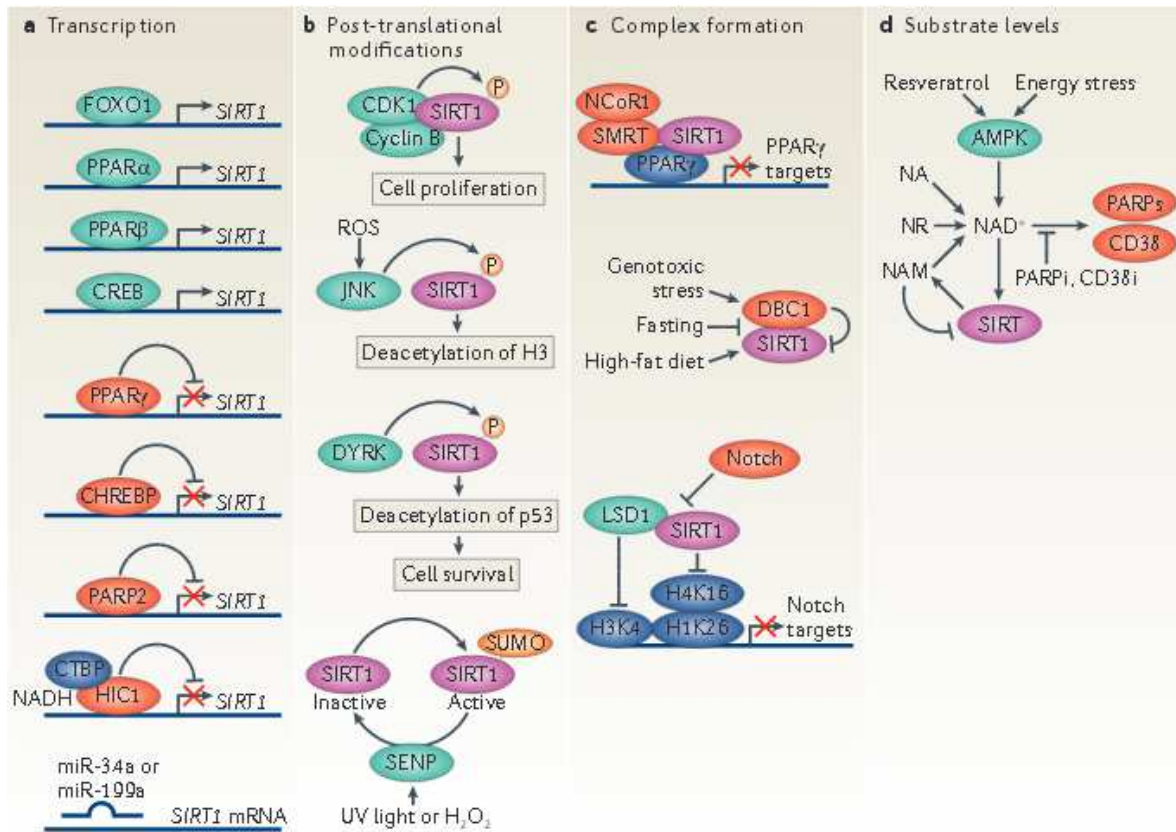 a Transcription
FOXO1
SIRT1
PPARα
SIRT1
PPARβ
SIRT1
CREB
SIRT1
PPARγ
SIRT1
CHREBP
SIRT1
PARP2
SIRT1
CTBP
NADH
HIC1
SIRT1
miR-34a or
miR-199a
SIRT1 mRNA
b Post-translational
modifications
P
CDK1
SIRT1
Cyclin B
Cell proliferation
ROS
P
JNK
SIRT1
Deacetylation of H3
P
DYRK
SIRT1
Deacetylation of p53
Cell survival
SUMO
SIRT1
SIRT1
Inactive
Active
SENP
UV light or H₂O₂
c Complex formation
NCoR1
SMRT
SIRT1
PPARγ
PPARγ
targets
Genotoxic
stress
DBC1
Fasting
SIRT1
High-fat diet
Notch
LSD1
SIRT1
H4K16
H3K4
H1K26
Notch
targets
d Substrate levels
Resveratrol
Energy stress
AMPK
NA
PARPs
NR
NAD⁺
CD38
NAM
PARPi, CD38i
SIRT